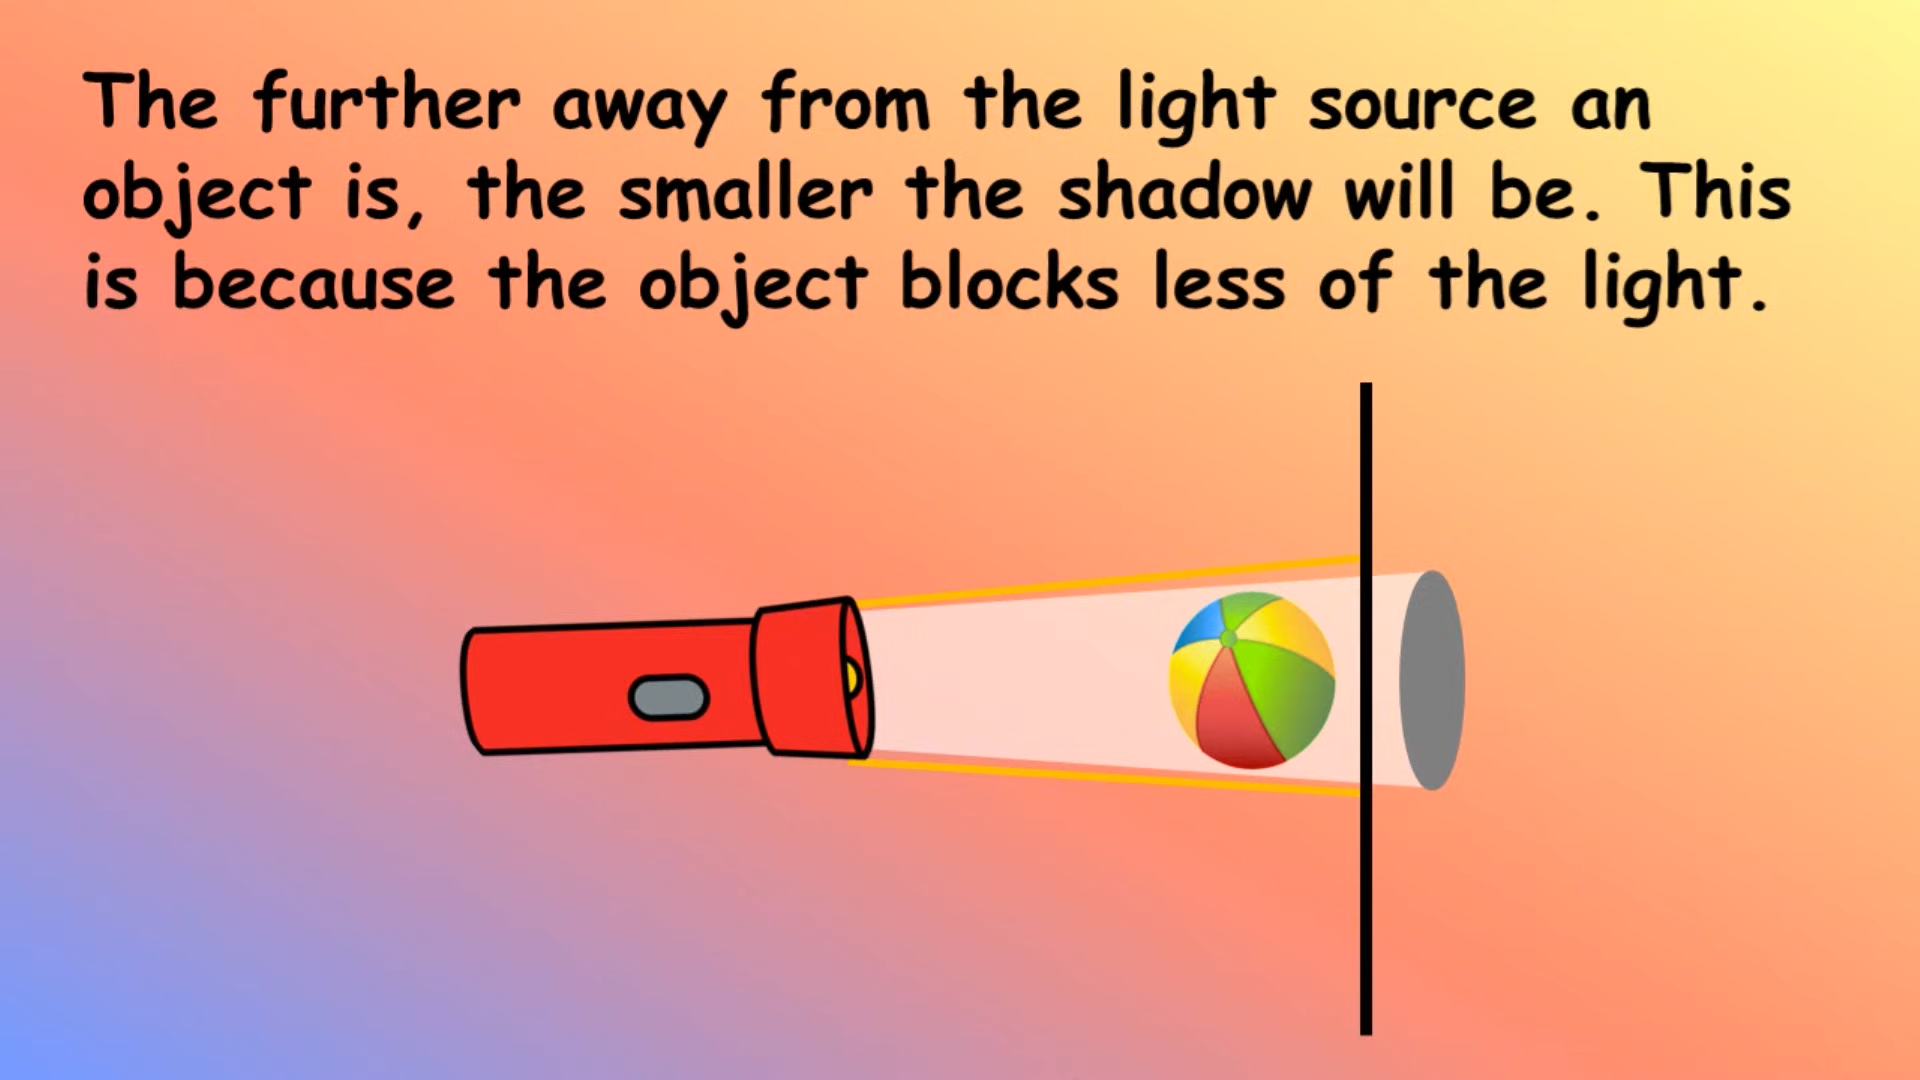 The further away from the light source an
object is, the smaller the shadow will be. This
is because the object blocks less of the light.